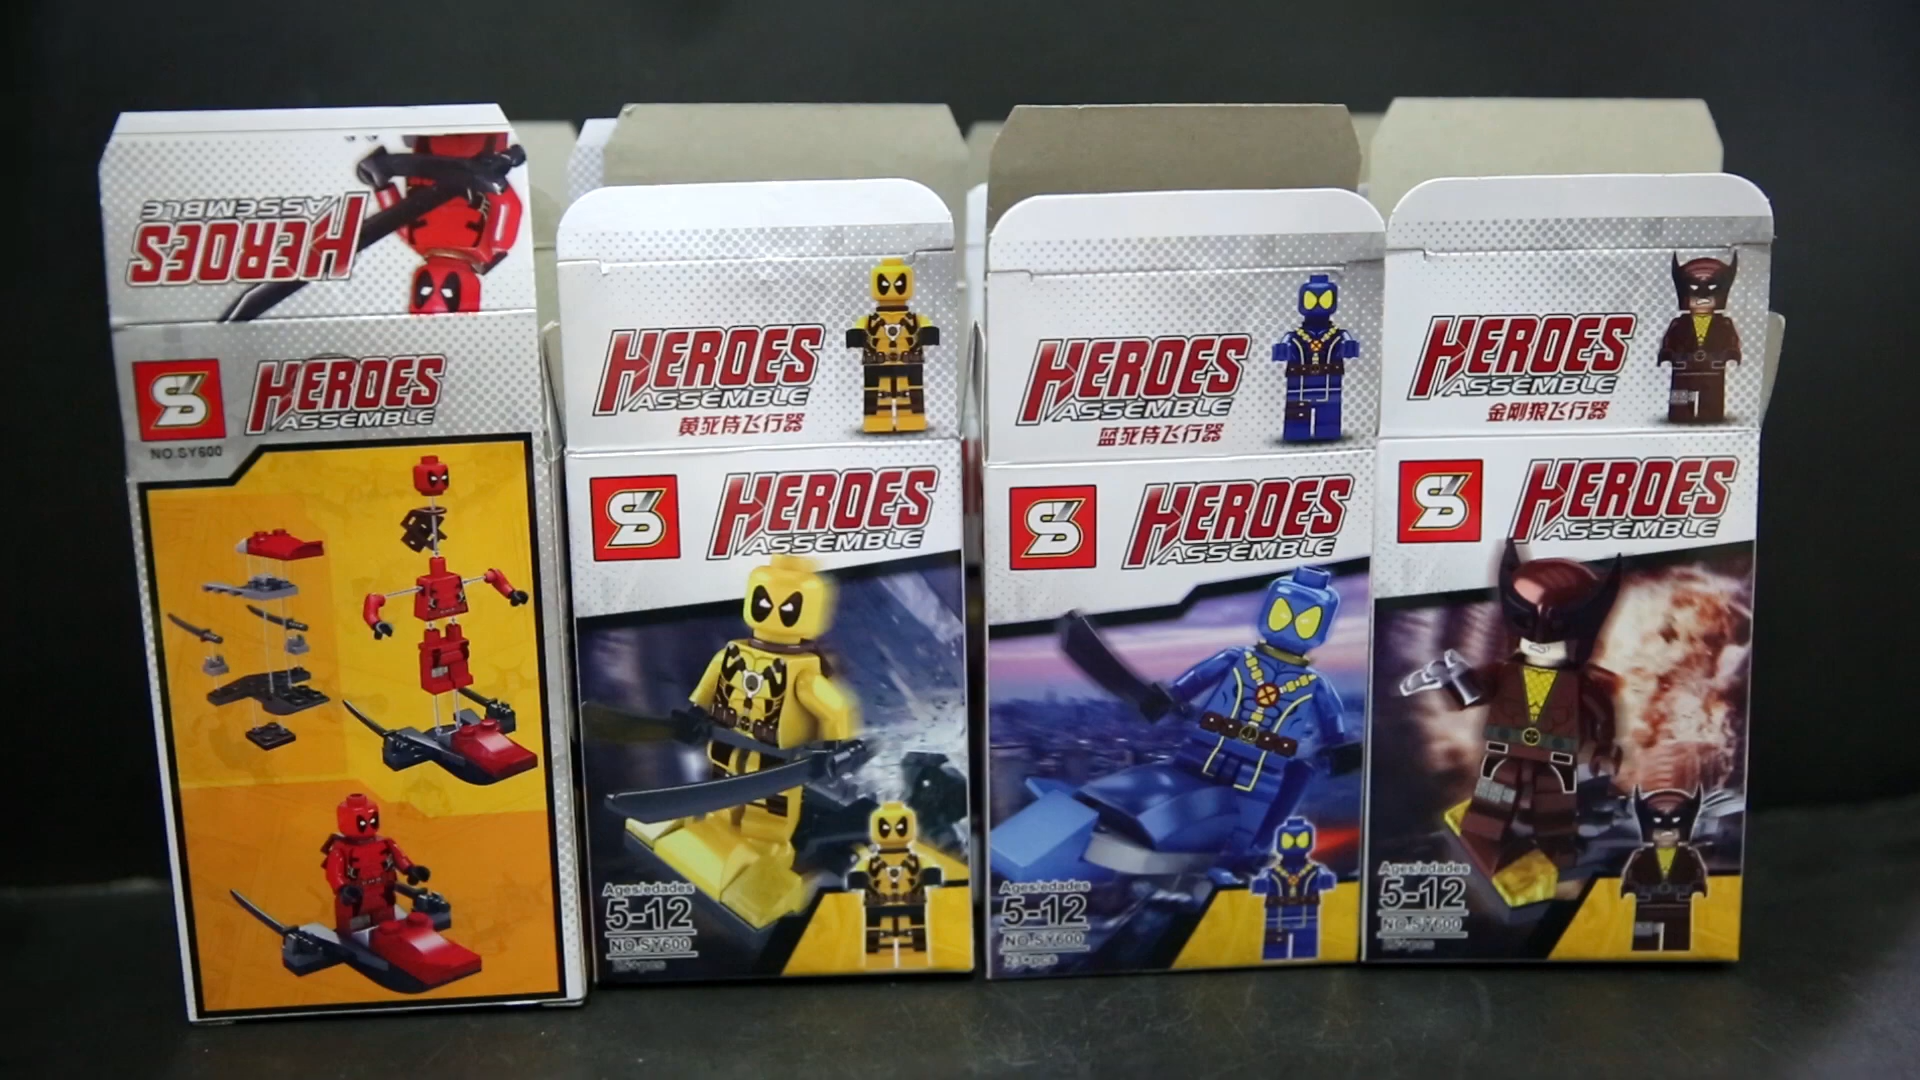 HEROES
ASSEMBLE
S
HEROES
ASSEMBLE
NO.SY600
HEROES
ASSEMBLE
黄死侍飞行器
S
HEROES
ASSEMBLE
Ages/edades
5-12
NO.SY600
HEROES
ASSEMBLE
蓝死侍飞行器
S
HEROES
ASSEMBLE
Ages/edades
5-12
NO.SY600
23+pcs
HEROES
ASSEMBLE
金刚狼飞行器
S
HEROES
ASSEMBLE
Ages/edades
5-12
NO.SY600